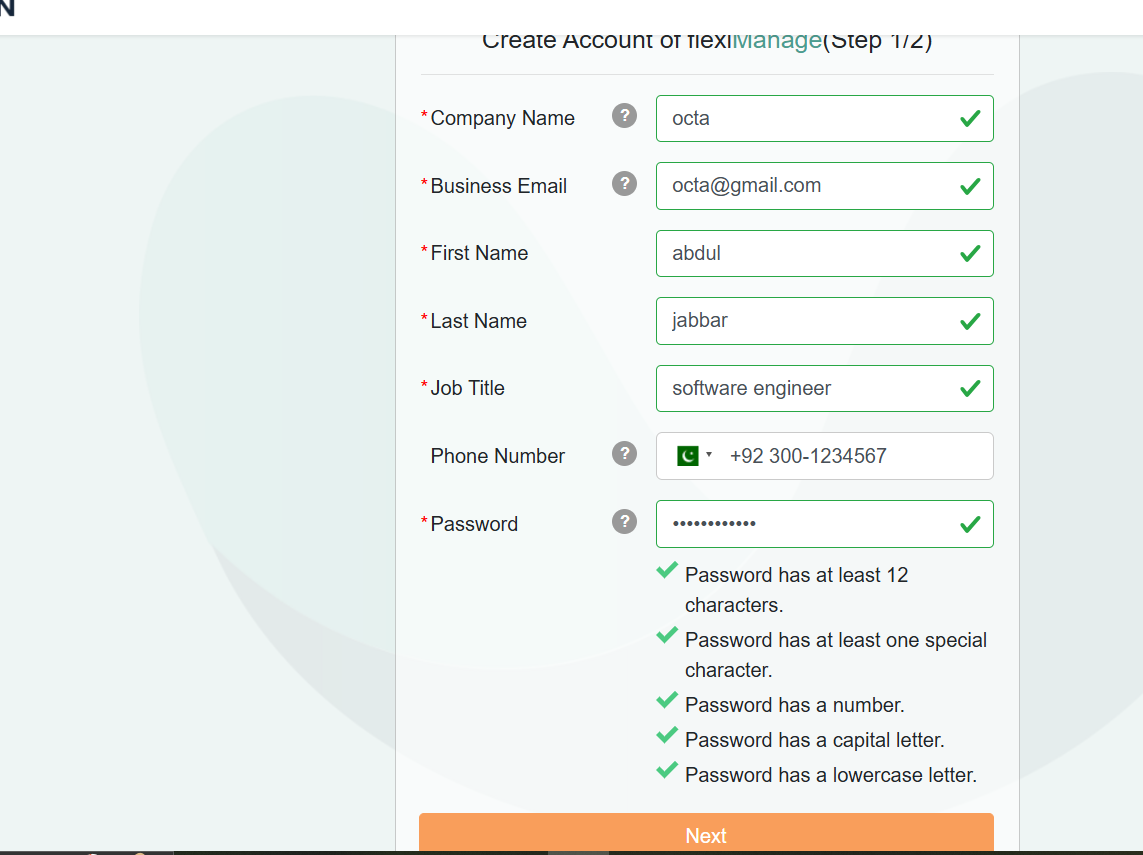 N
Create Account of flexiManage(Step 1/2)
*Company Name ? octa
*Business Email ? octa@gmail.com
*First Name abdul
*Last Name jabbar
*Job Title software engineer
Phone Number ? +92 300-1234567
*Password ? ••••••••••••
Password has at least 12
characters.
Password has at least one special
character.
Password has a number.
Password has a capital letter.
Password has a lowercase letter.
Next